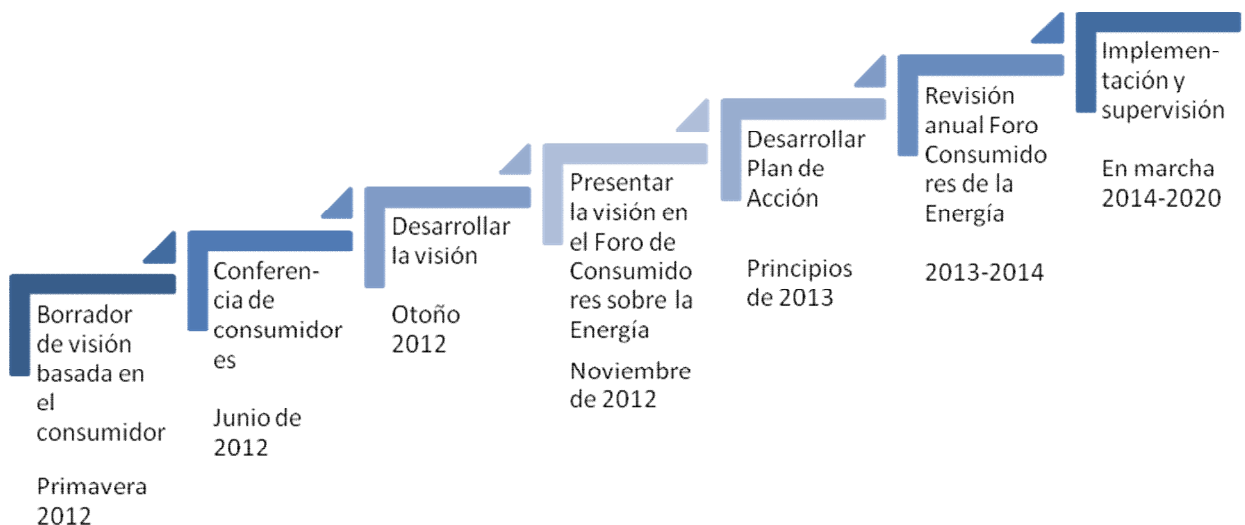 Borrador
de visión
basada en
el
consumidor
Primavera
2012
Conferen-
cia de
consumidor
es
Junio de
2012
Desarrollar
la visión
Otoño
2012
Presentar
la visión en
el Foro de
Consumido
res sobre la
Energía
Noviembre
de 2012
Desarrollar
Plan de
Acción
Principios
de 2013
Revisión
anual Foro
Consumido
res de la
Energía
2013-2014
Implemen-
tación y
supervisión
En marcha
2014-2020